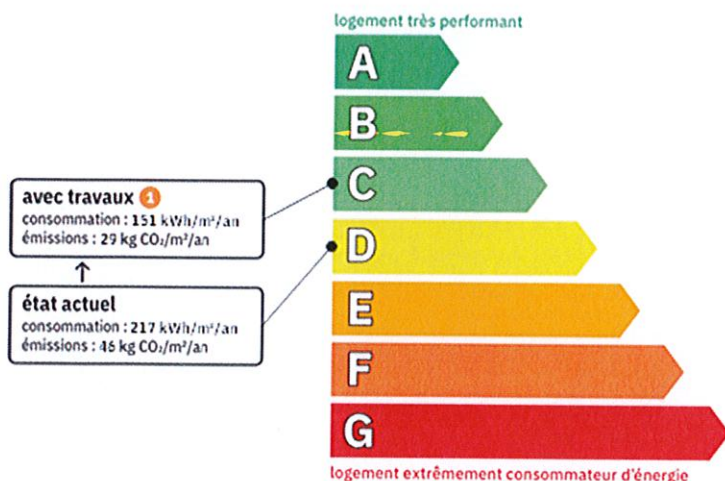 logement très performant
A
B
C
avec travaux 1
consommation : 151 kWh/m²/an
émissions : 29 kg CO₂/m²/an
D
état actuel
consommation : 217 kWh/m²/an
émissions : 46 kg CO₂/m²/an
E
F
G
logement extrêmement consommateur d'énergie